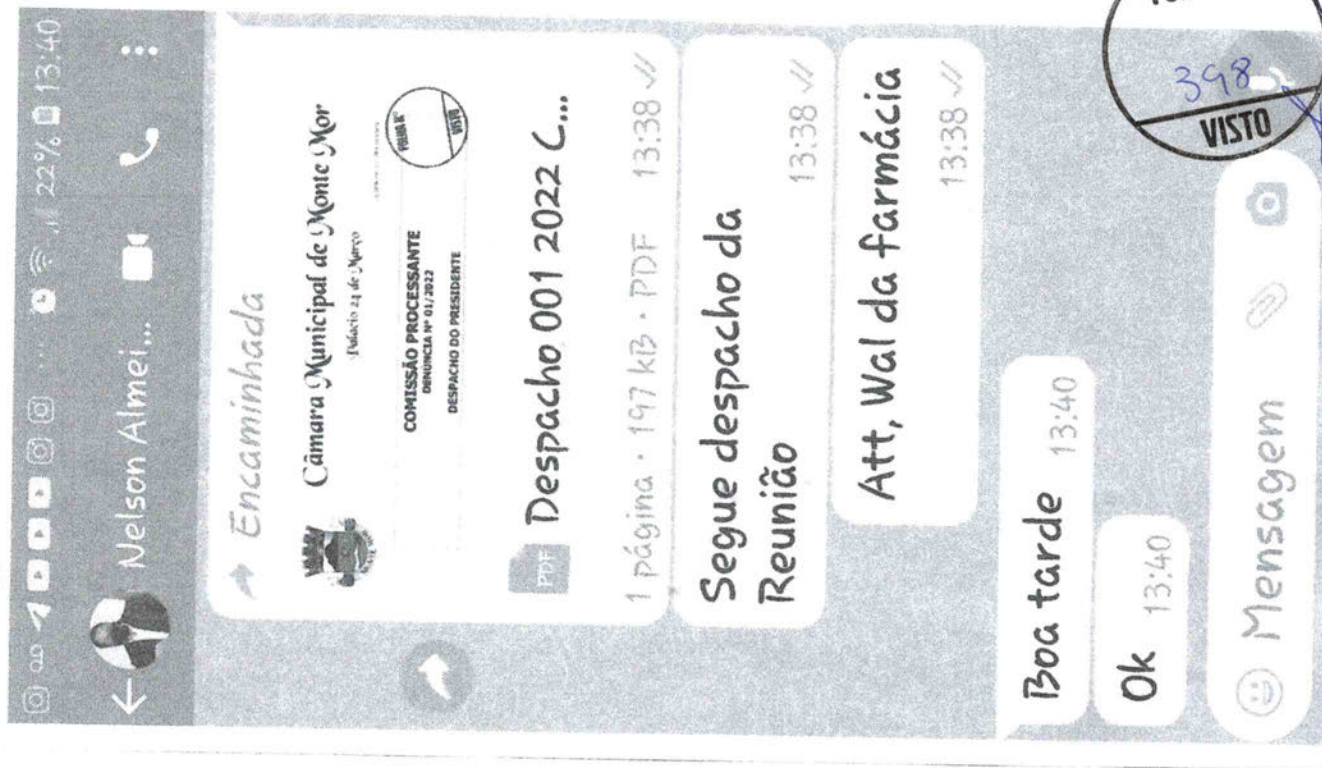 22% 13:40
Nelson Almei...
Encaminhada
Câmara Municipal de Monte Mor
Palácio 24 de Março
COMISSÃO PROCESSANTE
DENÚNCIA Nº 01/2022
DESPACHO DO PRESIDENTE
FOLHA Nº
VISTO
PDF
Despacho 001 2022 C...
1 página · 197 kB · PDF 13:38
Segue despacho da
Reunião
13:38
Att, Wal da farmácia
13:38
Boa tarde 13:40
Ok 13:40
Mensagem
398
VISTO